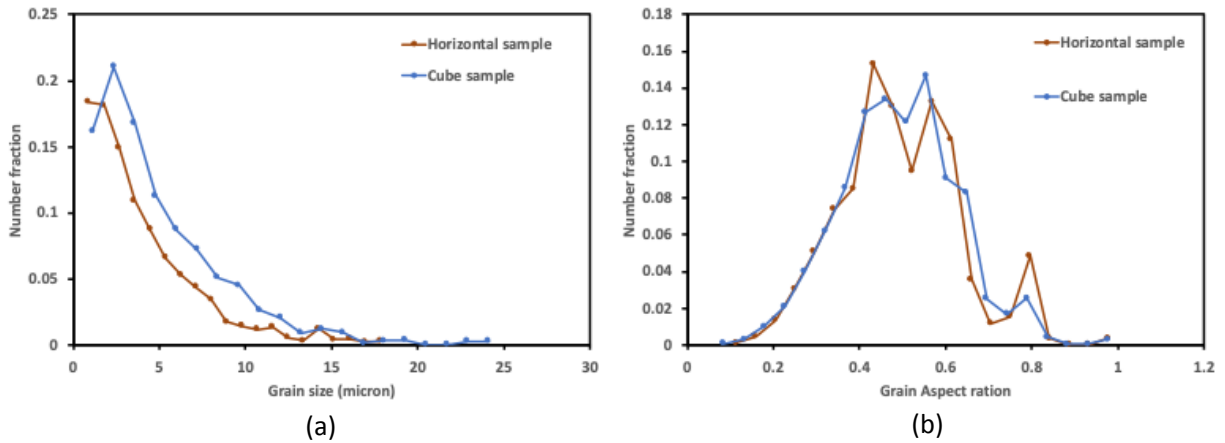 0.25
0.2
0.15
0.1
0.05
0
0 5 10 15 20 25 30
Number fraction
Grain size (micron)
Horizontal sample
Cube sample
(a)
0.18
0.16
0.14
0.12
0.1
0.08
0.06
0.04
0.02
0
0 0.2 0.4 0.6 0.8 1 1.2
Number fraction
Grain Aspect ration
Horizontal sample
Cube sample
(b)